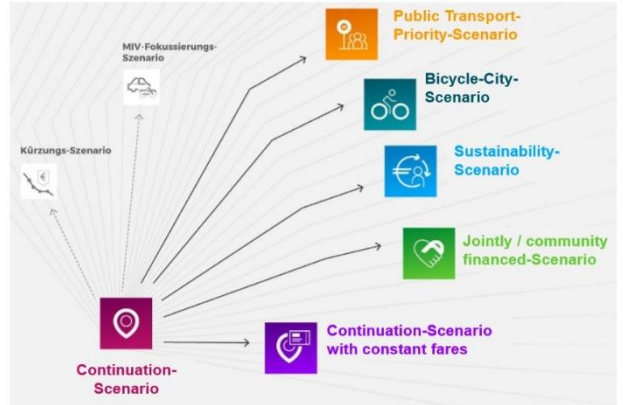 Public Transport-
Priority-Scenario
MIV-Fokussierungs-
Szenario
Bicycle-City-
Scenario
Kürzungs-Szenario
€
Sustainability-
Scenario
Jointly / community
financed-Scenario
Continuation-Scenario
with constant fares
Continuation-
Scenario